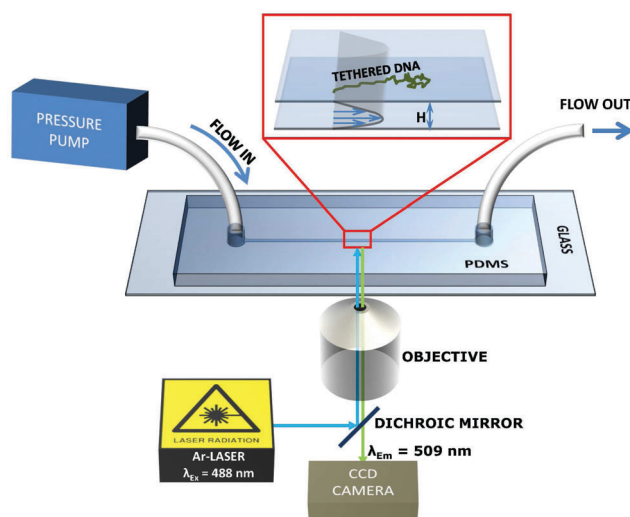 TETHERED DNA
H
PRESSURE
PUMP
FLOW IN
FLOW OUT
GLASS
PDMS
OBJECTIVE
LASER RADIATION
Ar-LASER
λEx = 488 nm
DICHROIC MIRROR
λEm = 509 nm
CCD
CAMERA